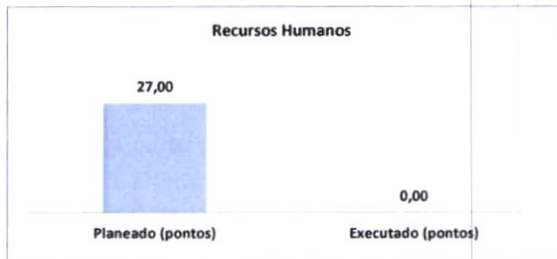 Recursos Humanos
27,00
0,00
Planeado (pontos)
Executado (pontos)